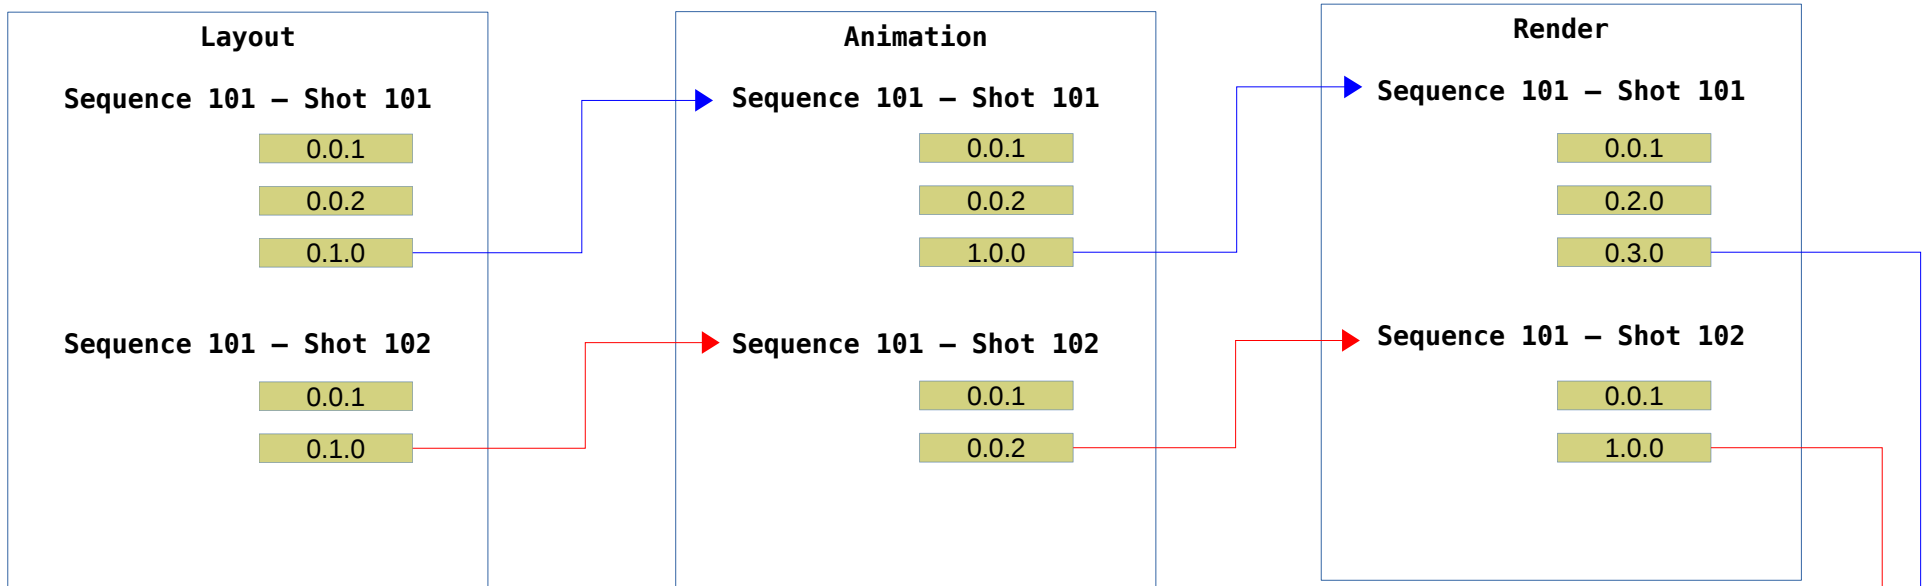 Layout
Sequence 101 – Shot 101
0.0.1
0.0.2
0.1.0
Sequence 101 – Shot 102
0.0.1
0.1.0
Animation
Sequence 101 – Shot 101
0.0.1
0.0.2
1.0.0
Sequence 101 – Shot 102
0.0.1
0.0.2
Render
Sequence 101 – Shot 101
0.0.1
0.2.0
0.3.0
Sequence 101 – Shot 102
0.0.1
1.0.0